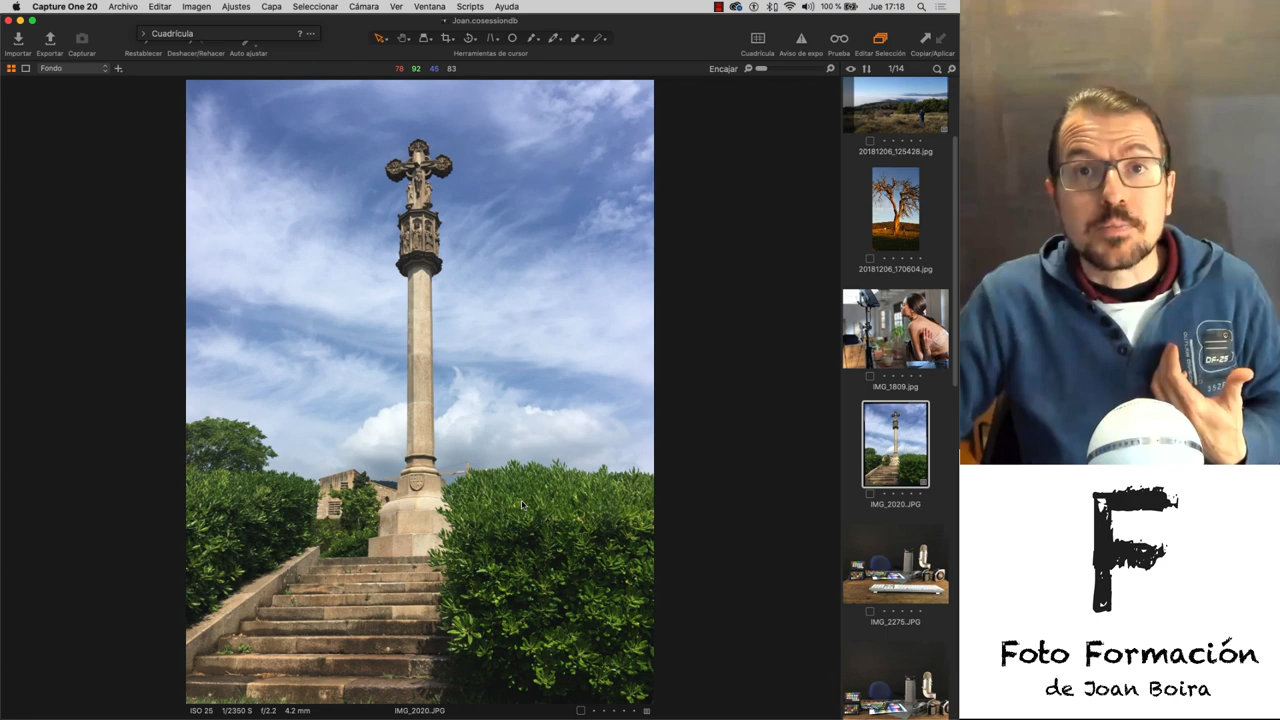 Capture One 20 Archivo Editar Imagen Ajustes Capa Seleccionar Cámara Ver Ventana Scripts Ayuda 100 % Jue 17:18
Joan.cosessiondb
Cuadrícula ? ...
Importar Exportar Capturar Restablecer Deshacer/Rehacer Auto ajustar Herramientas de cursor Cuadrícula Aviso de expo Prueba Editar Selección Copiar/Aplicar
Fondo 78 92 45 83 Encajar 1/14
20181206_125428.jpg
20181206_170604.jpg
IMG_1809.jpg
IMG_2020.JPG
IMG_2275.JPG
ISO 25 1/2350 S f/2.2 4.2 mm IMG_2020.JPG
DF-25
F
Foto Formación
de Joan Boira